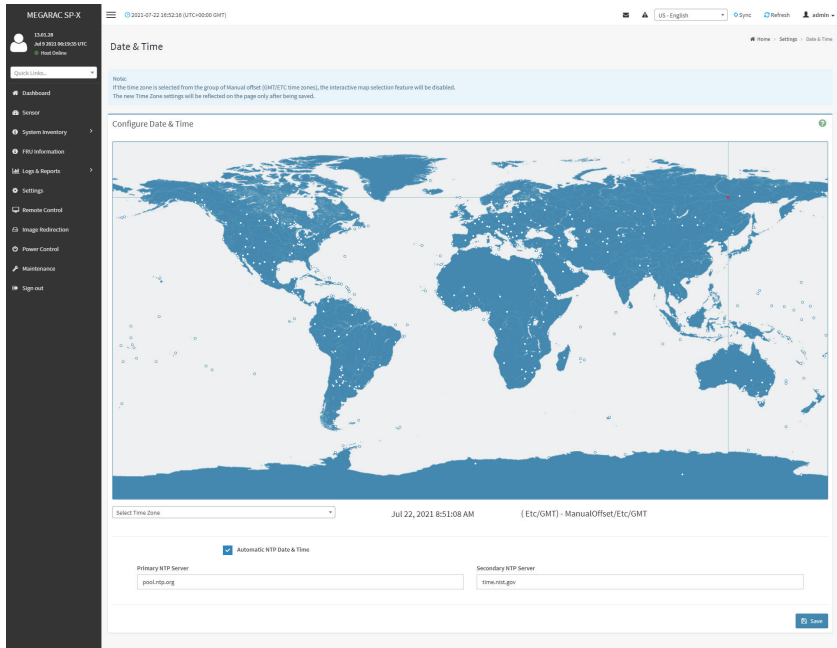 MEGARAC SP-X
2021-07-22 16:52:16 (UTC+00:00 GMT)
US - English
Sync
Refresh
admin
13.01.28
Jul 9 2021 06:19:35 UTC
Host Online
Quick Links...
Dashboard
Sensor
System Inventory
FRU Information
Logs & Reports
Settings
Remote Control
Image Redirection
Power Control
Maintenance
Sign out
Date & Time
Home > Settings > Date & Time
Note:
If the time zone is selected from the group of Manual offset (GMT/ETC time zones), the interactive map selection feature will be disabled.
The new Time Zone settings will be reflected on the page only after being saved.
Configure Date & Time
Select Time Zone
Jul 22, 2021 8:51:08 AM
( Etc/GMT) - ManualOffset/Etc/GMT
Automatic NTP Date & Time
Primary NTP Server
Secondary NTP Server
pool.ntp.org
time.nist.gov
Save